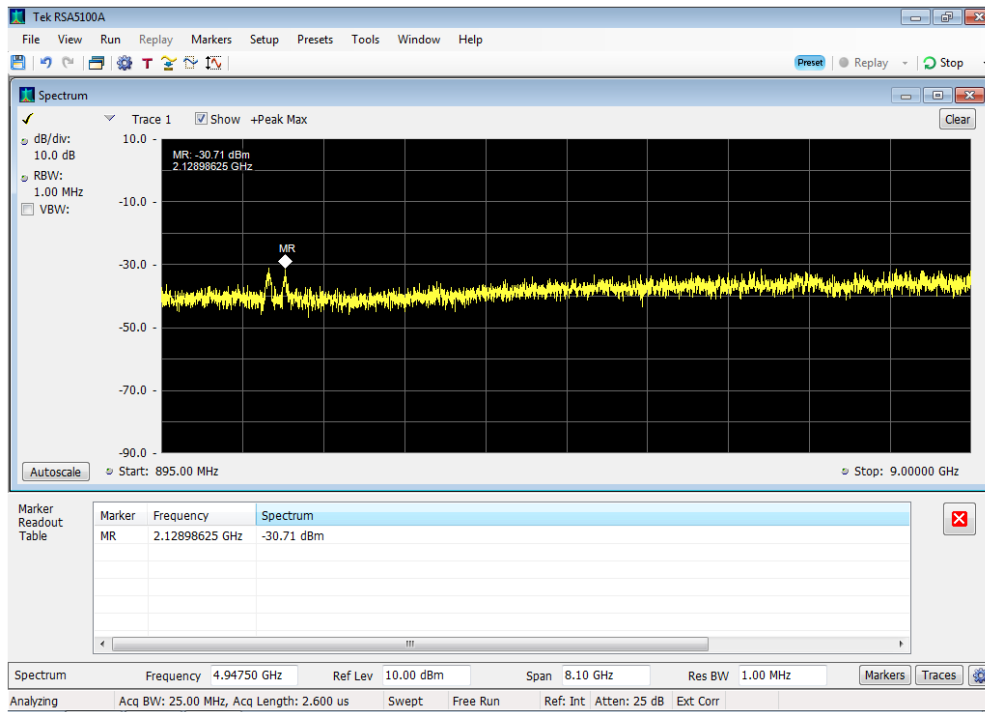 Tek RSA5100A
File View Run Replay Markers Setup Presets Tools Window Help
T Preset Replay Stop
Spectrum
Trace 1 Show +Peak Max Clear
dB/div:
10.0 dB
RBW:
1.00 MHz
VBW:
10.0
MR: -30.71 dBm
2.12898625 GHz
-10.0
MR
-30.0
-50.0
-70.0
-90.0
Autoscale Start: 895.00 MHz Stop: 9.00000 GHz
Marker
Readout
Table
Marker Frequency Spectrum
MR 2.12898625 GHz -30.71 dBm
Spectrum Frequency 4.94750 GHz Ref Lev 10.00 dBm Span 8.10 GHz Res BW 1.00 MHz Markers Traces
Analyzing Acq BW: 25.00 MHz, Acq Length: 2.600 us Swept Free Run Ref: Int Atten: 25 dB Ext Corr